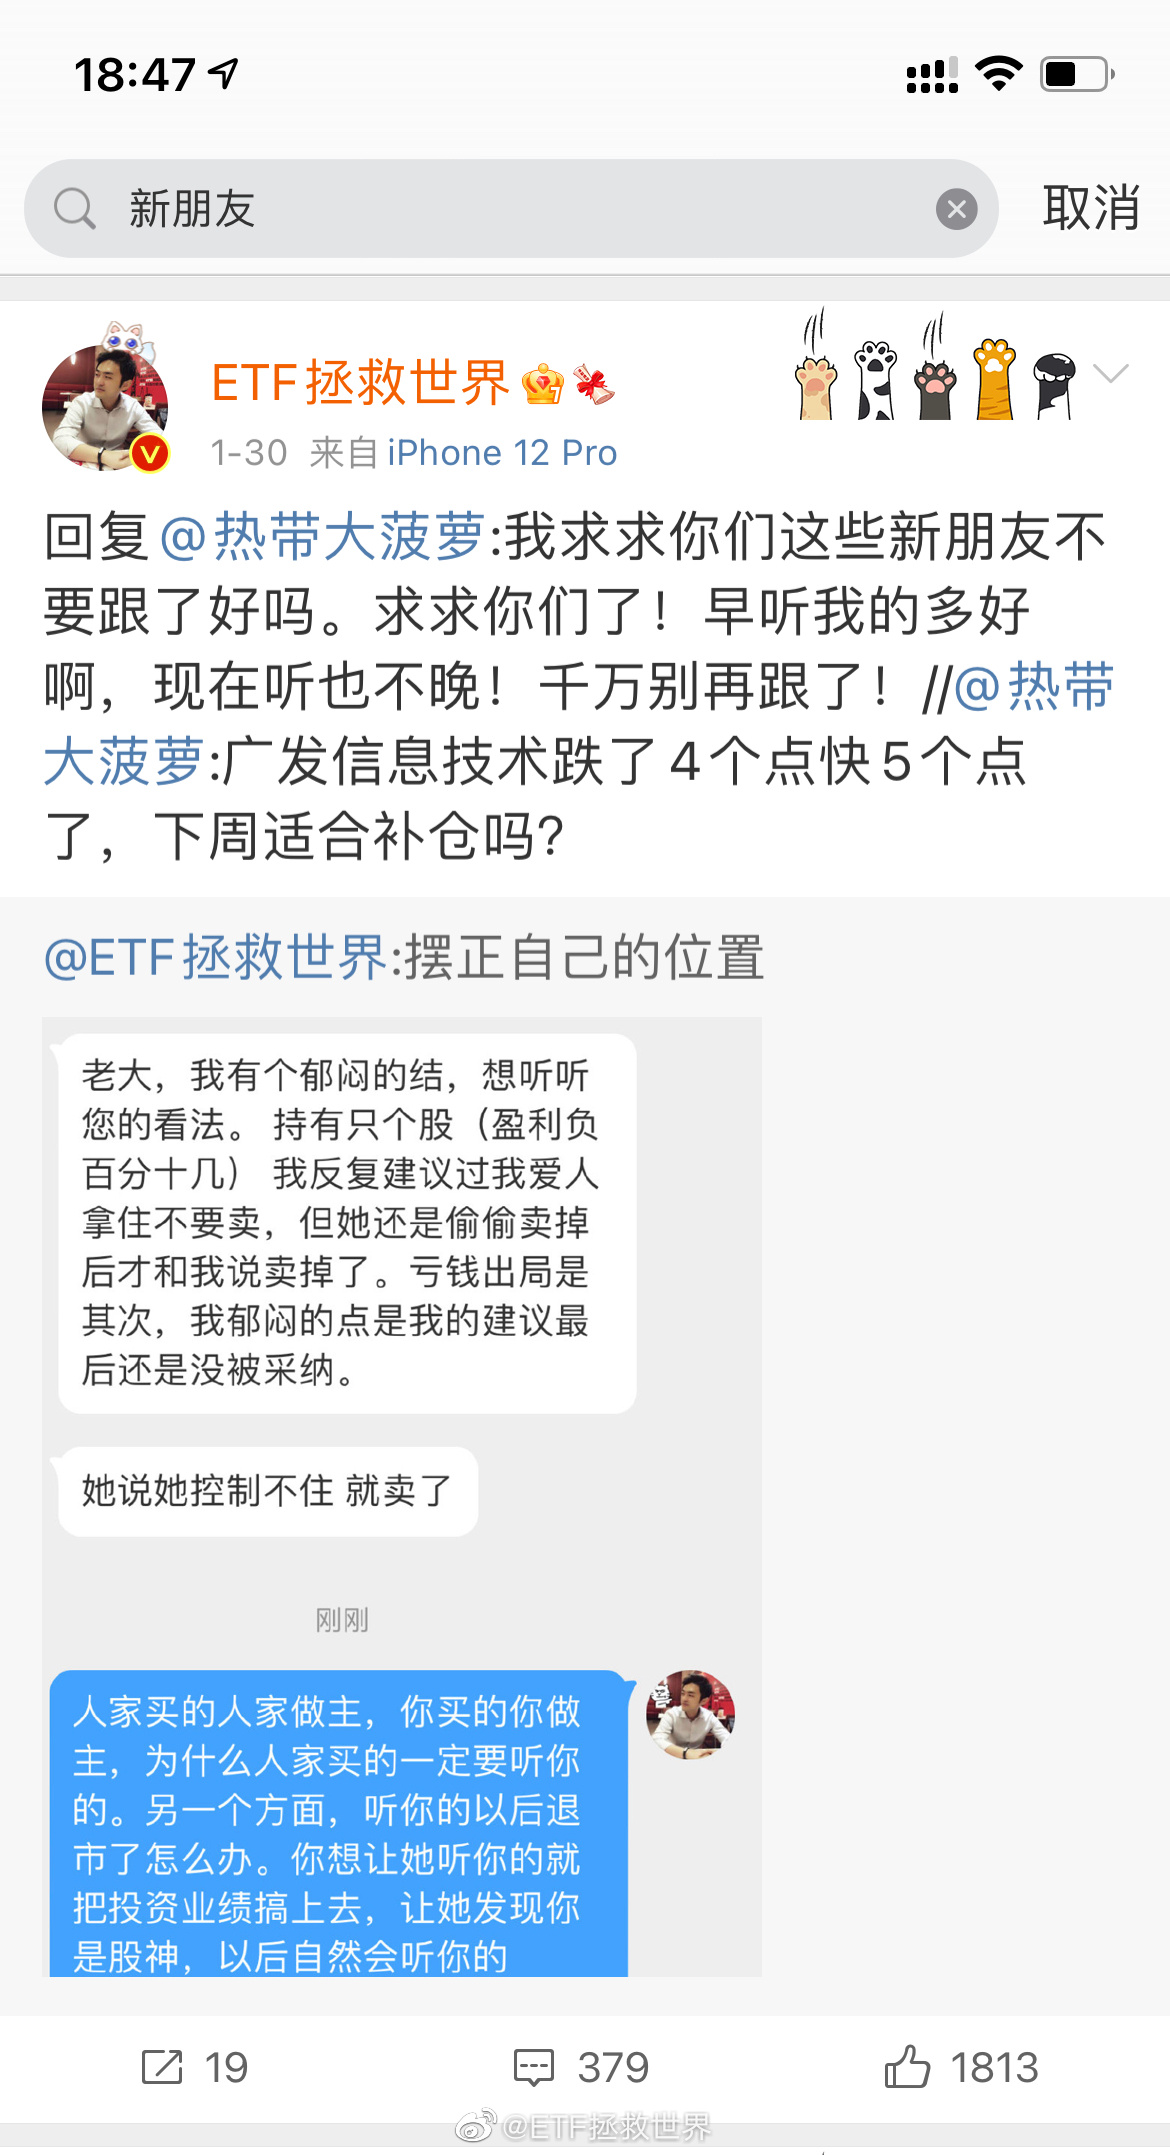 18:47
新朋友
取消
ETF拯救世界
1-30 来自 iPhone 12 Pro
回复@热带大菠萝:我求求你们这些新朋友不
要跟了好吗。求求你们了！早听我的多好
啊，现在听也不晚！千万别再跟了！//@热带
大菠萝:广发信息技术跌了4个点快5个点
了，下周适合补仓吗?
@ETF拯救世界:摆正自己的位置
老大，我有个郁闷的结，想听听
您的看法。 持有只个股（盈利负
百分十几） 我反复建议过我爱人
拿住不要卖，但她还是偷偷卖掉
后才和我说卖掉了。亏钱出局是
其次，我郁闷的点是我的建议最
后还是没被采纳。
她说她控制不住 就卖了
刚刚
人家买的人家做主，你买的你做
主，为什么人家买的一定要听你
的。另一个方面，听你的以后退
市了怎么办。你想让她听你的就
把投资业绩搞上去，让她发现你
是股神，以后自然会听你的
19
379
1813
@ETF拯救世界